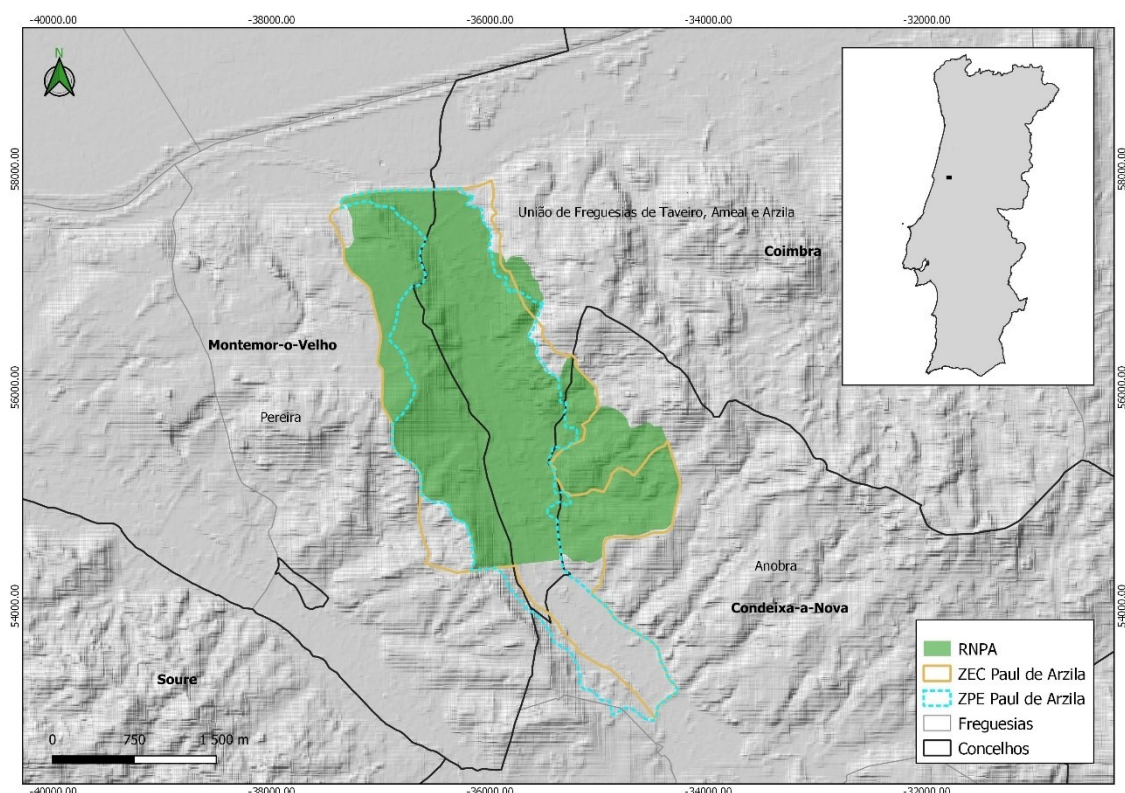 -40000.00 -38000.00 -36000.00 -34000.00 -32000.00
N
58000.00 58000.00
União de Freguesias de Taveiro, Ameal e Arzila
Coimbra
Montemor-o-Velho
56000.00 56000.00
Pereira
Anobra
54000.00 54000.00
Condeixa-a-Nova
Soure
RNPA
ZEC Paul de Arzila
ZPE Paul de Arzila
Freguesias
Concelhos
0 750 1 500 m
-40000.00 -38000.00 -36000.00 -34000.00 -32000.00